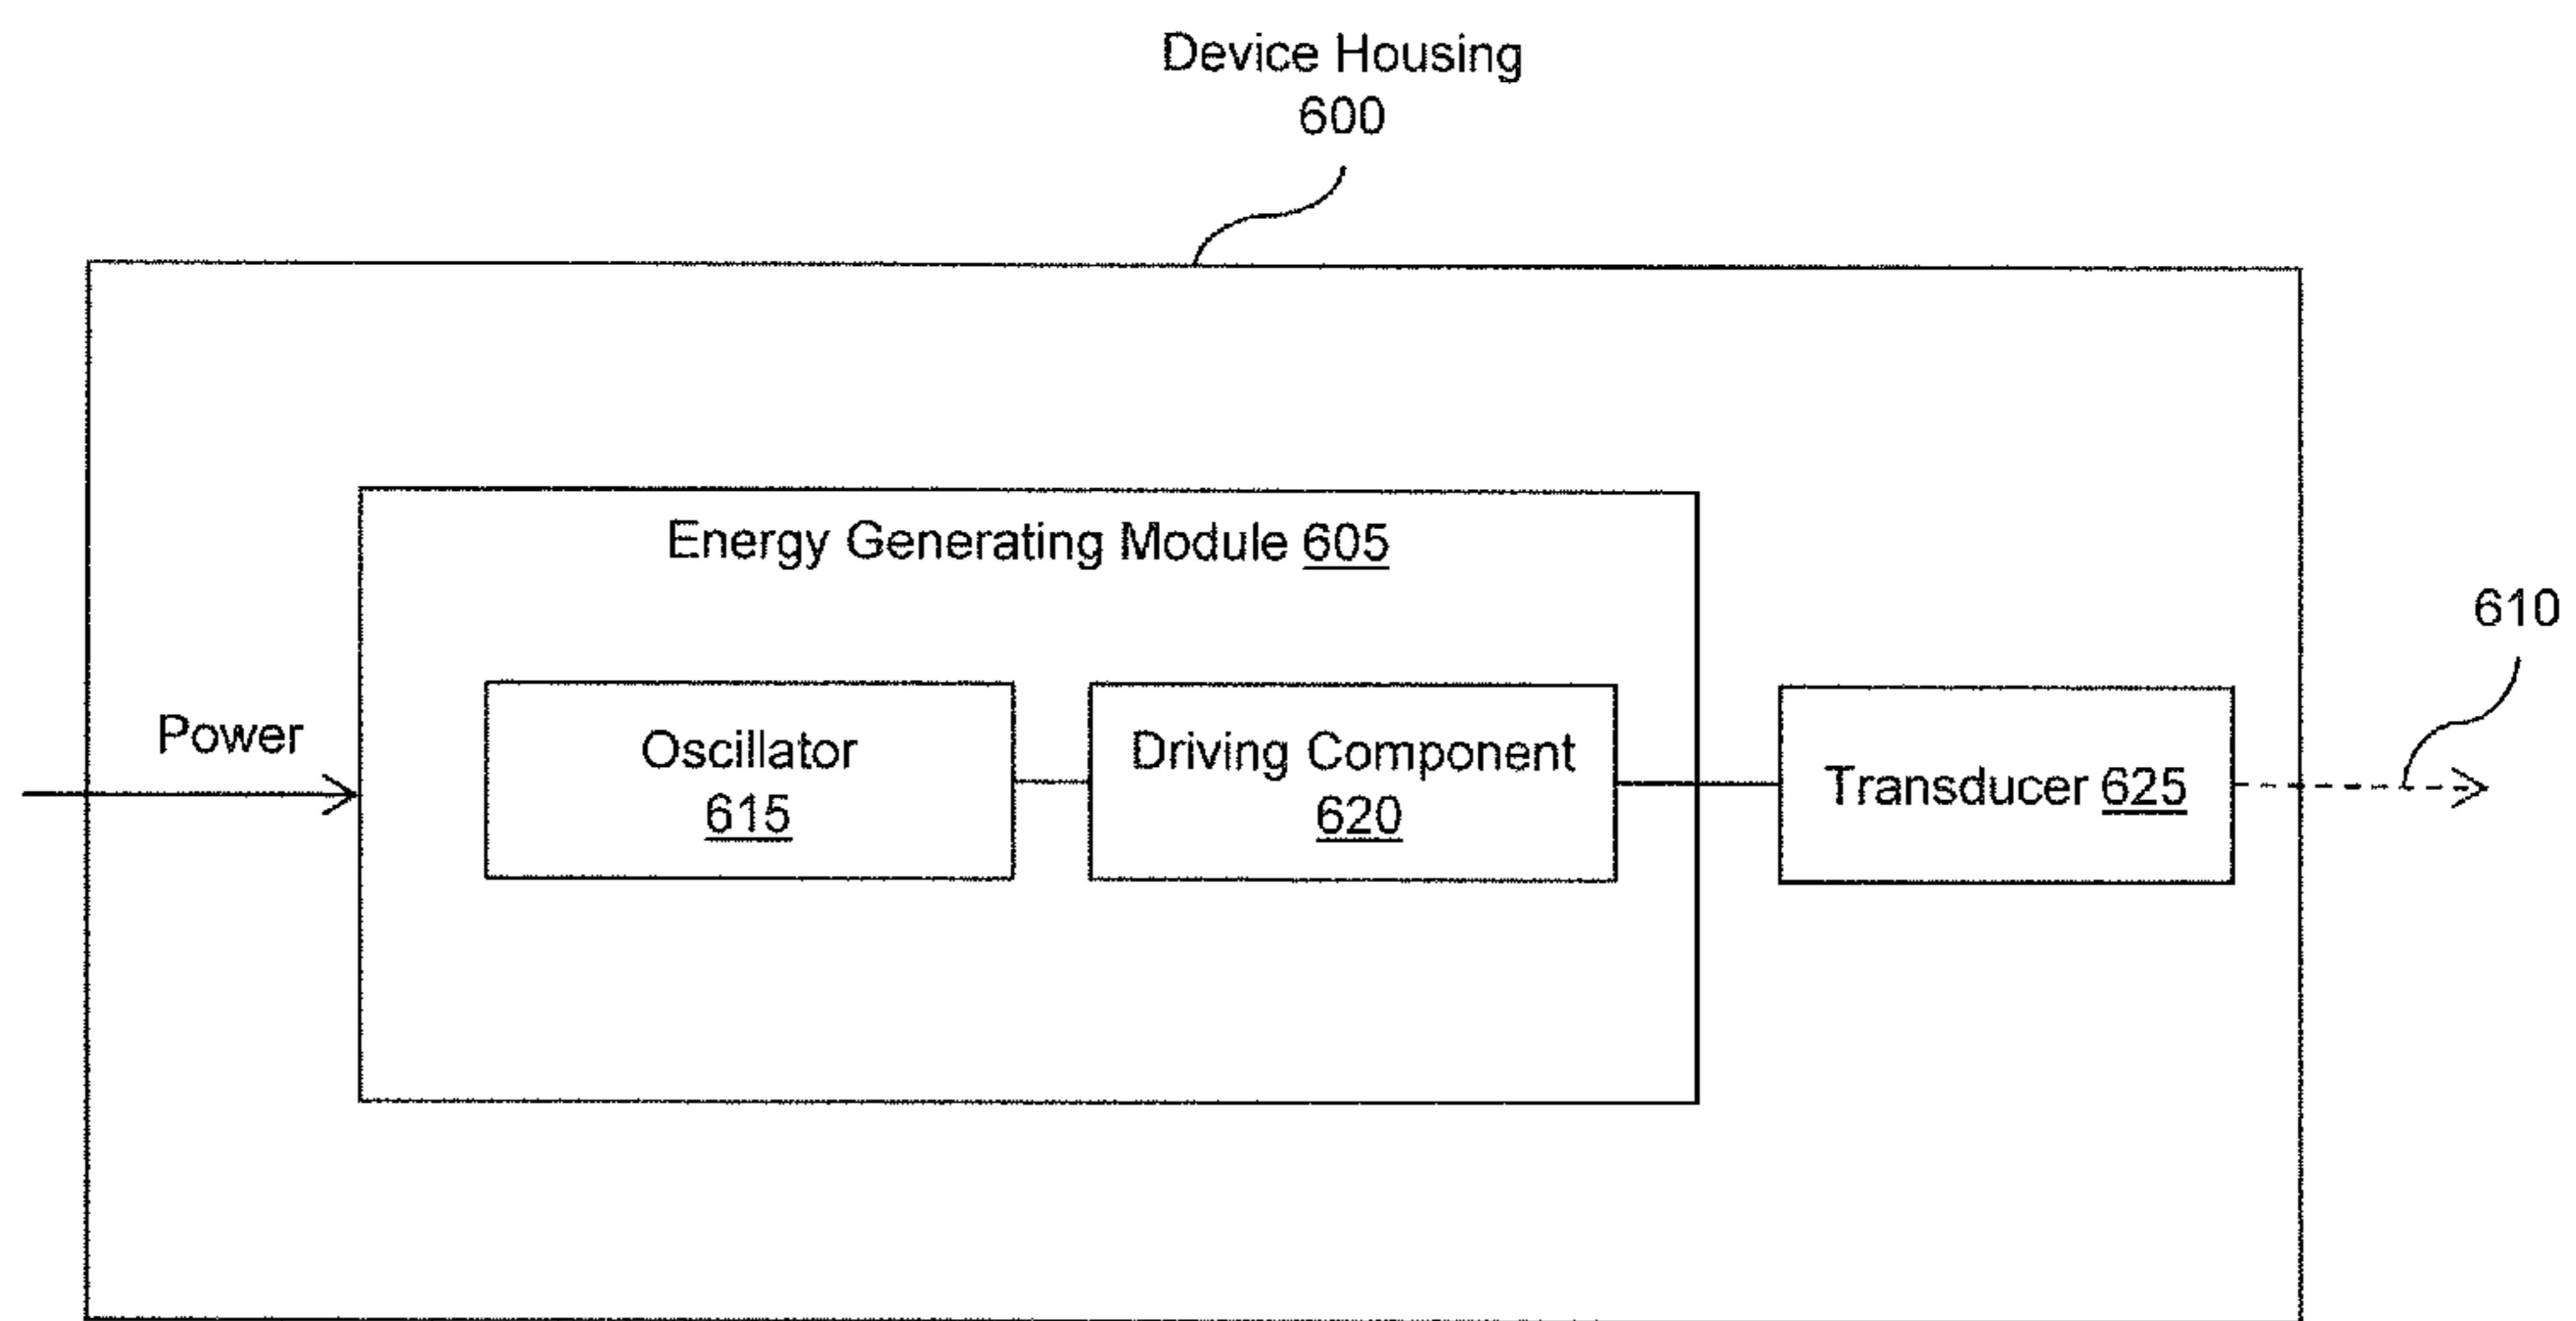 Device Housing
600
Energy Generating Module 605
610
Power
Oscillator
615
Driving Component
620
Transducer 625